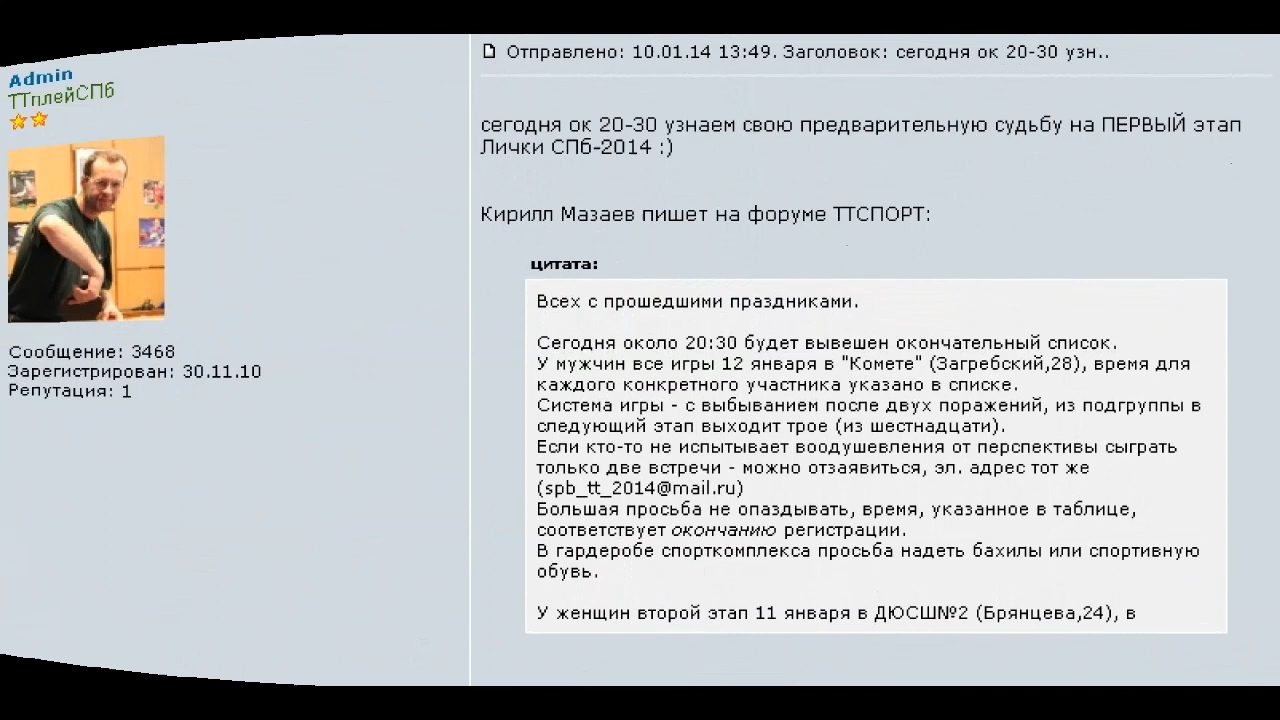 Admin
ТТплейСПб
Сообщение: 3468
Зарегистрирован: 30.11.10
Репутация: 1
Отправлено: 10.01.14 13:49. Заголовок: сегодня ок 20-30 узн..
сегодня ок 20-30 узнаем свою предварительную судьбу на ПЕРВЫЙ этап
Лички СПб-2014 :)
Кирилл Мазаев пишет на форуме ТТСПОРТ:
цитата:
Всех с прошедшими праздниками.
Сегодня около 20:30 будет вывешен окончательный список.
У мужчин все игры 12 января в "Комете" (Загребский,28), время для
каждого конкретного участника указано в списке.
Система игры - с выбыванием после двух поражений, из подгруппы в
следующий этап выходит трое (из шестнадцати).
Если кто-то не испытывает воодушевления от перспективы сыграть
только две встречи - можно отзаявиться, эл. адрес тот же
(spb_tt_2014@mail.ru)
Большая просьба не опаздывать, время, указанное в таблице,
соответствует окончанию регистрации.
В гардеробе спорткомплекса просьба надеть бахилы или спортивную
обувь.
У женщин второй этап 11 января в ДЮСШ№2 (Брянцева,24), в